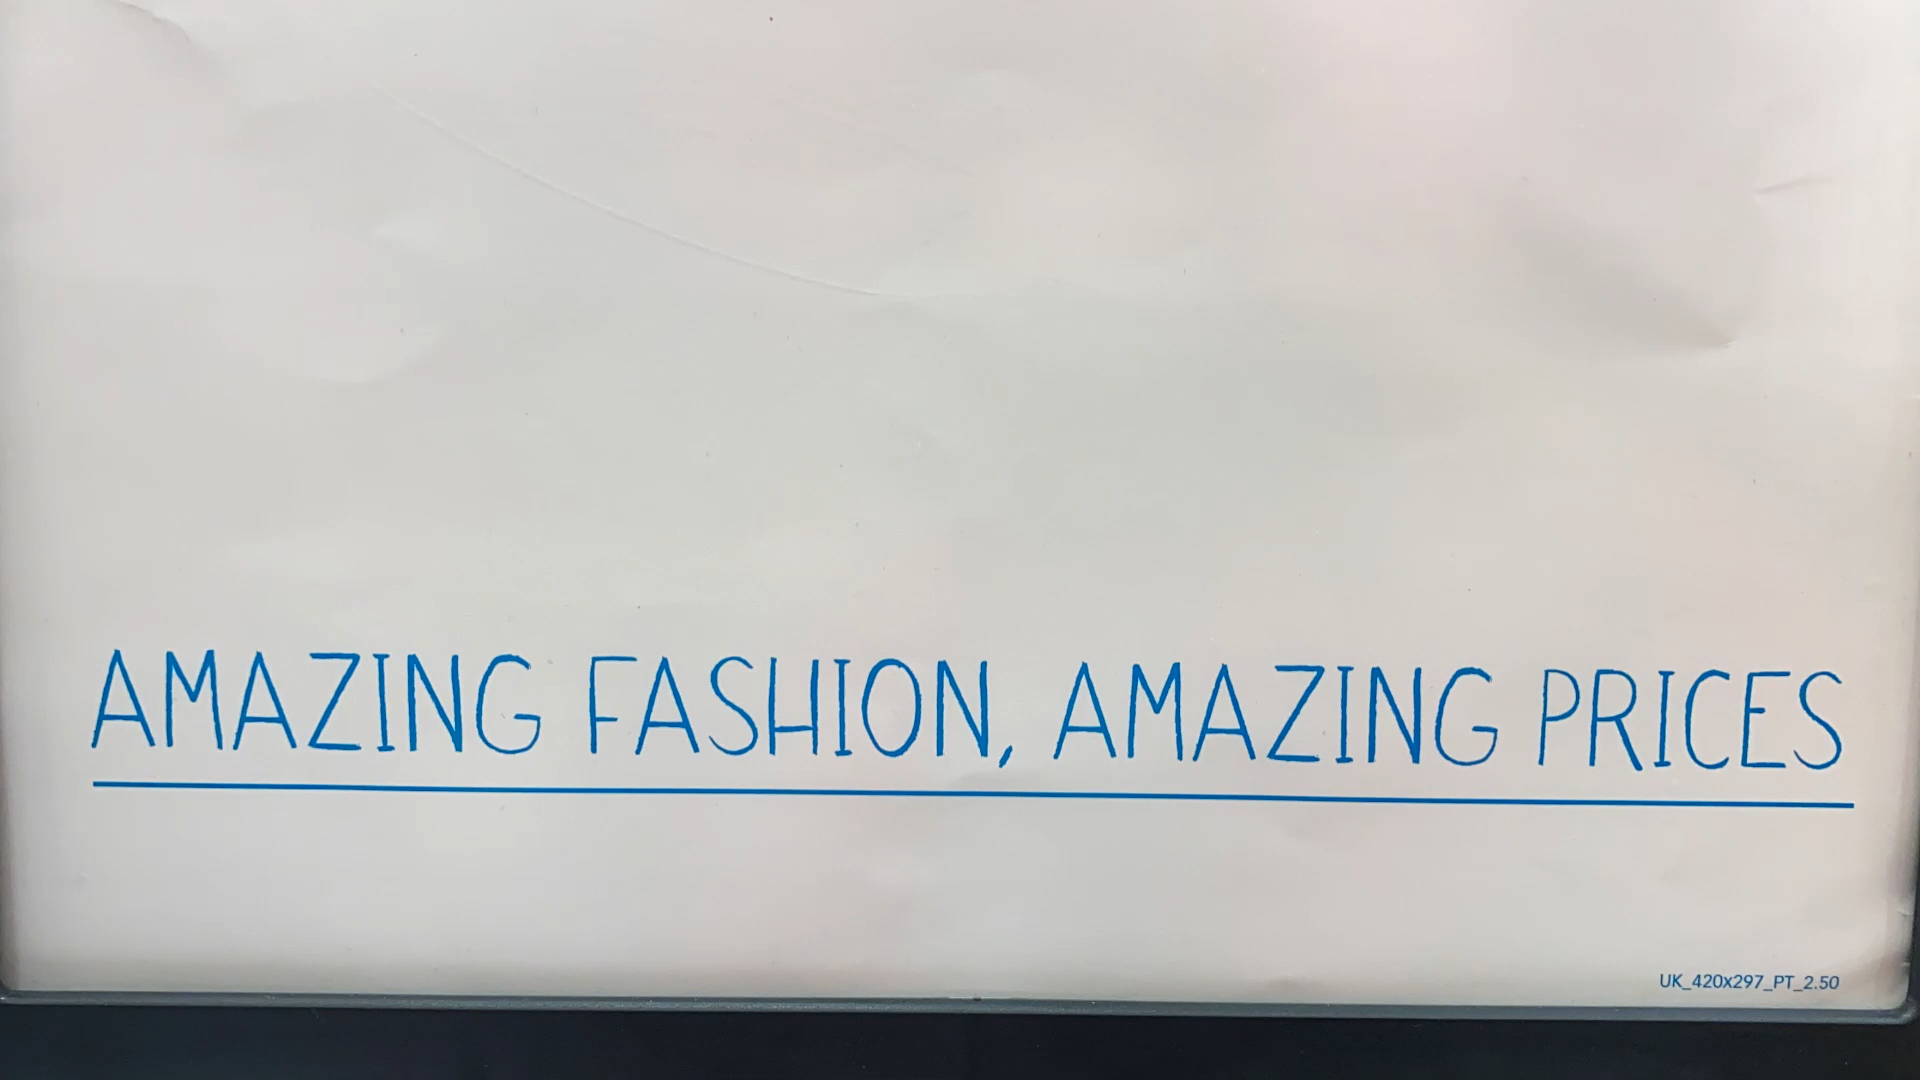 AMAZING FASHION, AMAZING PRICES
UK_420x297_PT_2.50